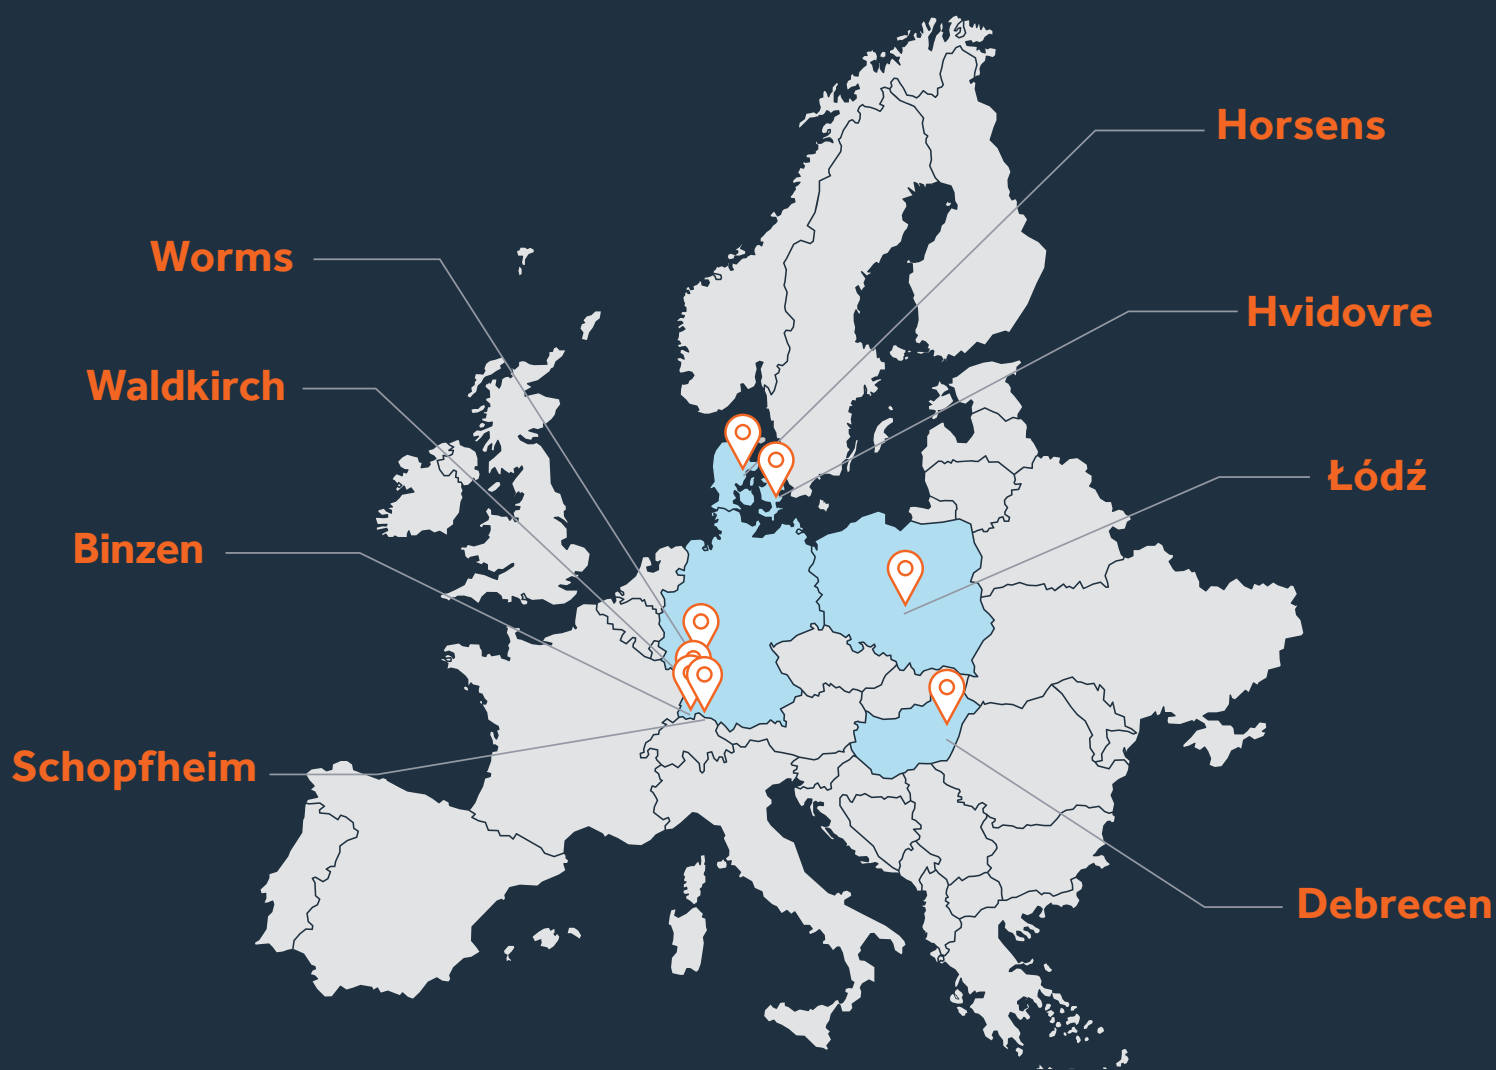 Horsens
Worms
Hvidovre
Waldkirch
Łódź
Binzen
Schopfheim
Debrecen